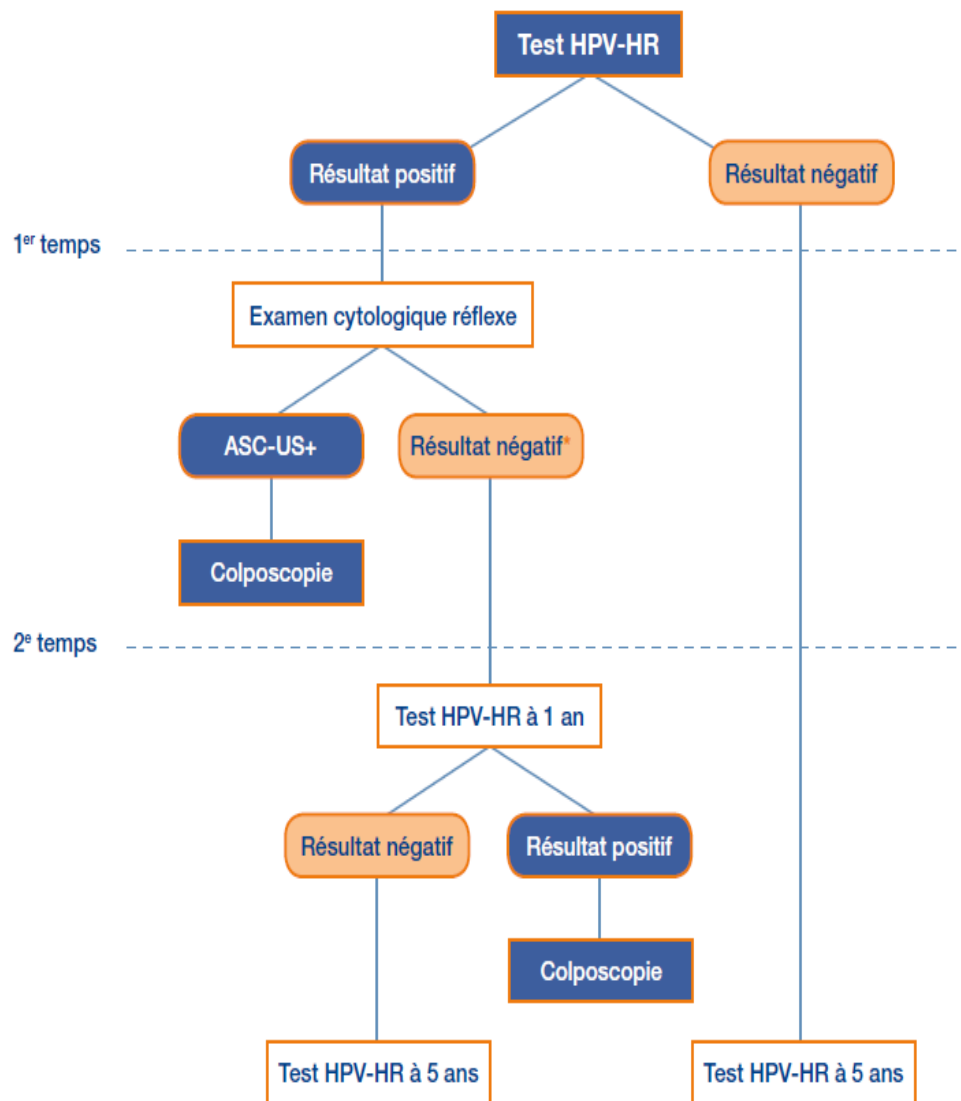 Test HPV-HR
Résultat positif
Résultat négatif
1er temps
Examen cytologique réflexe
ASC-US+
Résultat négatif*
Colposcopie
2e temps
Test HPV-HR à 1 an
Résultat négatif
Résultat positif
Colposcopie
Test HPV-HR à 5 ans
Test HPV-HR à 5 ans